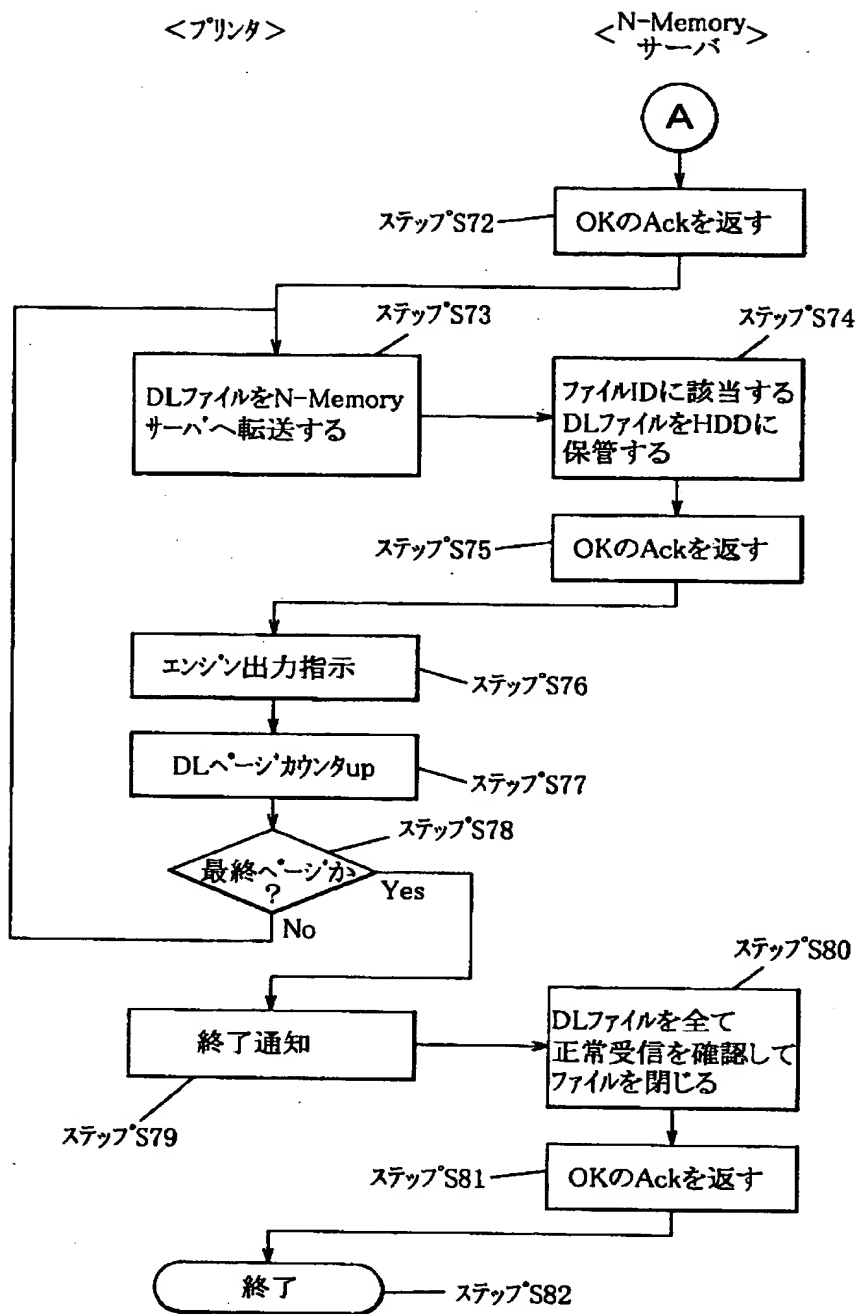 <プリンタ>
<N-Memory
サーバ>
A
ステップS72
OKのAckを返す
ステップS73
ステップS74
DLファイルをN-Memory
サーバへ転送する
ファイルIDに該当する
DLファイルをHDDに
保管する
ステップS75
OKのAckを返す
エンジン出力指示
ステップS76
DLページカウンタup
ステップS77
ステップS78
最終ページか
?
Yes
No
ステップS80
終了通知
DLファイルを全て
正常受信を確認して
ファイルを閉じる
ステップS79
ステップS81
OKのAckを返す
終了
ステップS82